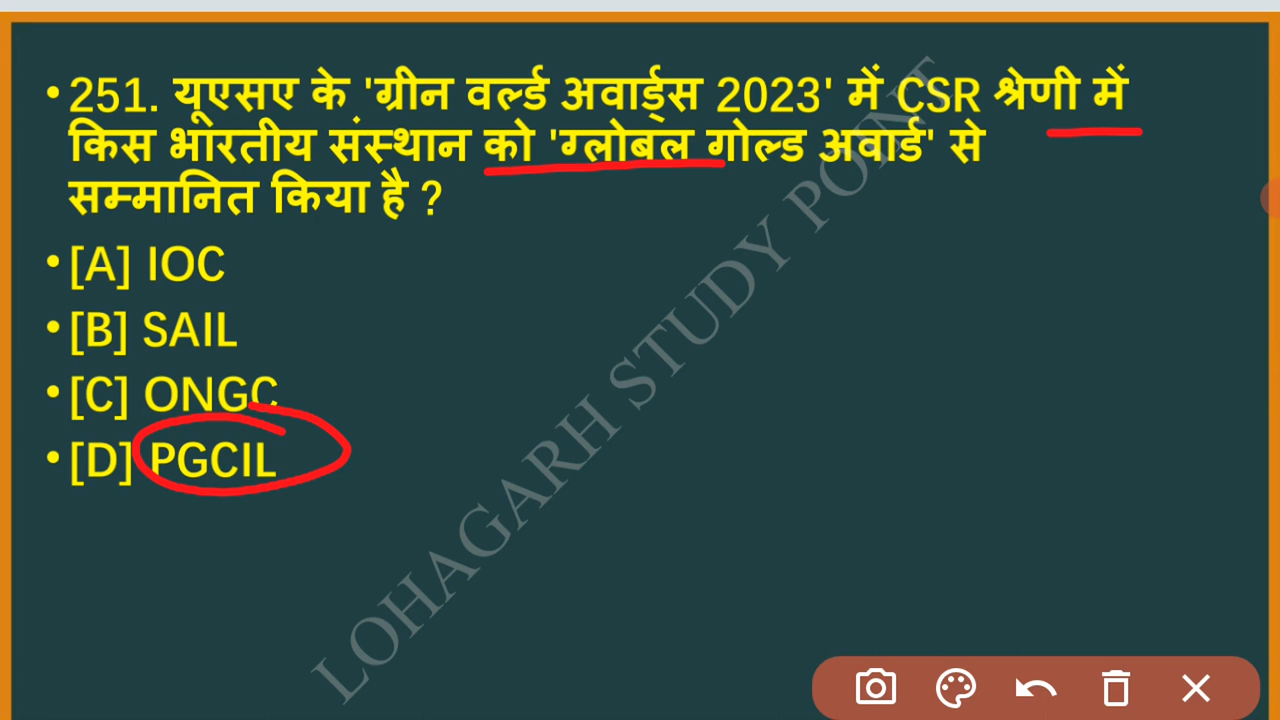 • 251. यूएसए के 'ग्रीन वर्ल्ड अवार्ड्स 2023' में CSR श्रेणी में
किस भारतीय संस्थान को 'ग्लोबल गोल्ड अवार्ड' से
सम्मानित किया है ?
• [A] IOC
• [B] SAIL
• [C] ONGC
• [D] PGCIL
LOHAGARH STUDY POINT